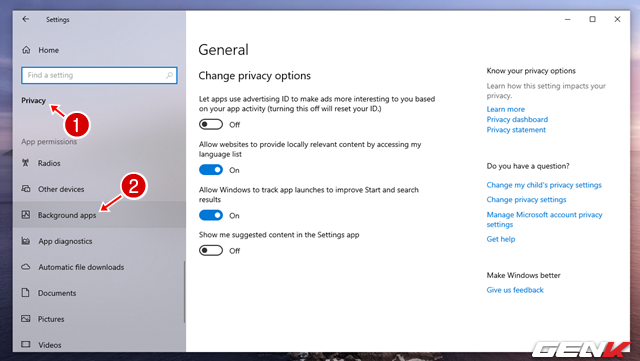 Settings
Home
Find a setting
Privacy
1
App permissions
Radios
Other devices
2
Background apps
App diagnostics
Automatic file downloads
Documents
Pictures
Videos
General
Change privacy options
Let apps use advertising ID to make ads more interesting to you based
on your app activity (turning this off will reset your ID.)
Off
Allow websites to provide locally relevant content by accessing my
language list
On
Allow Windows to track app launches to improve Start and search
results
On
Show me suggested content in the Settings app
Off
Know your privacy options
Learn how this setting impacts your
privacy.
Learn more
Privacy dashboard
Privacy statement
Do you have a question?
Change my child's privacy settings
Change privacy settings
Manage Microsoft account privacy
settings
Get help
Make Windows better
Give us feedback
GENK